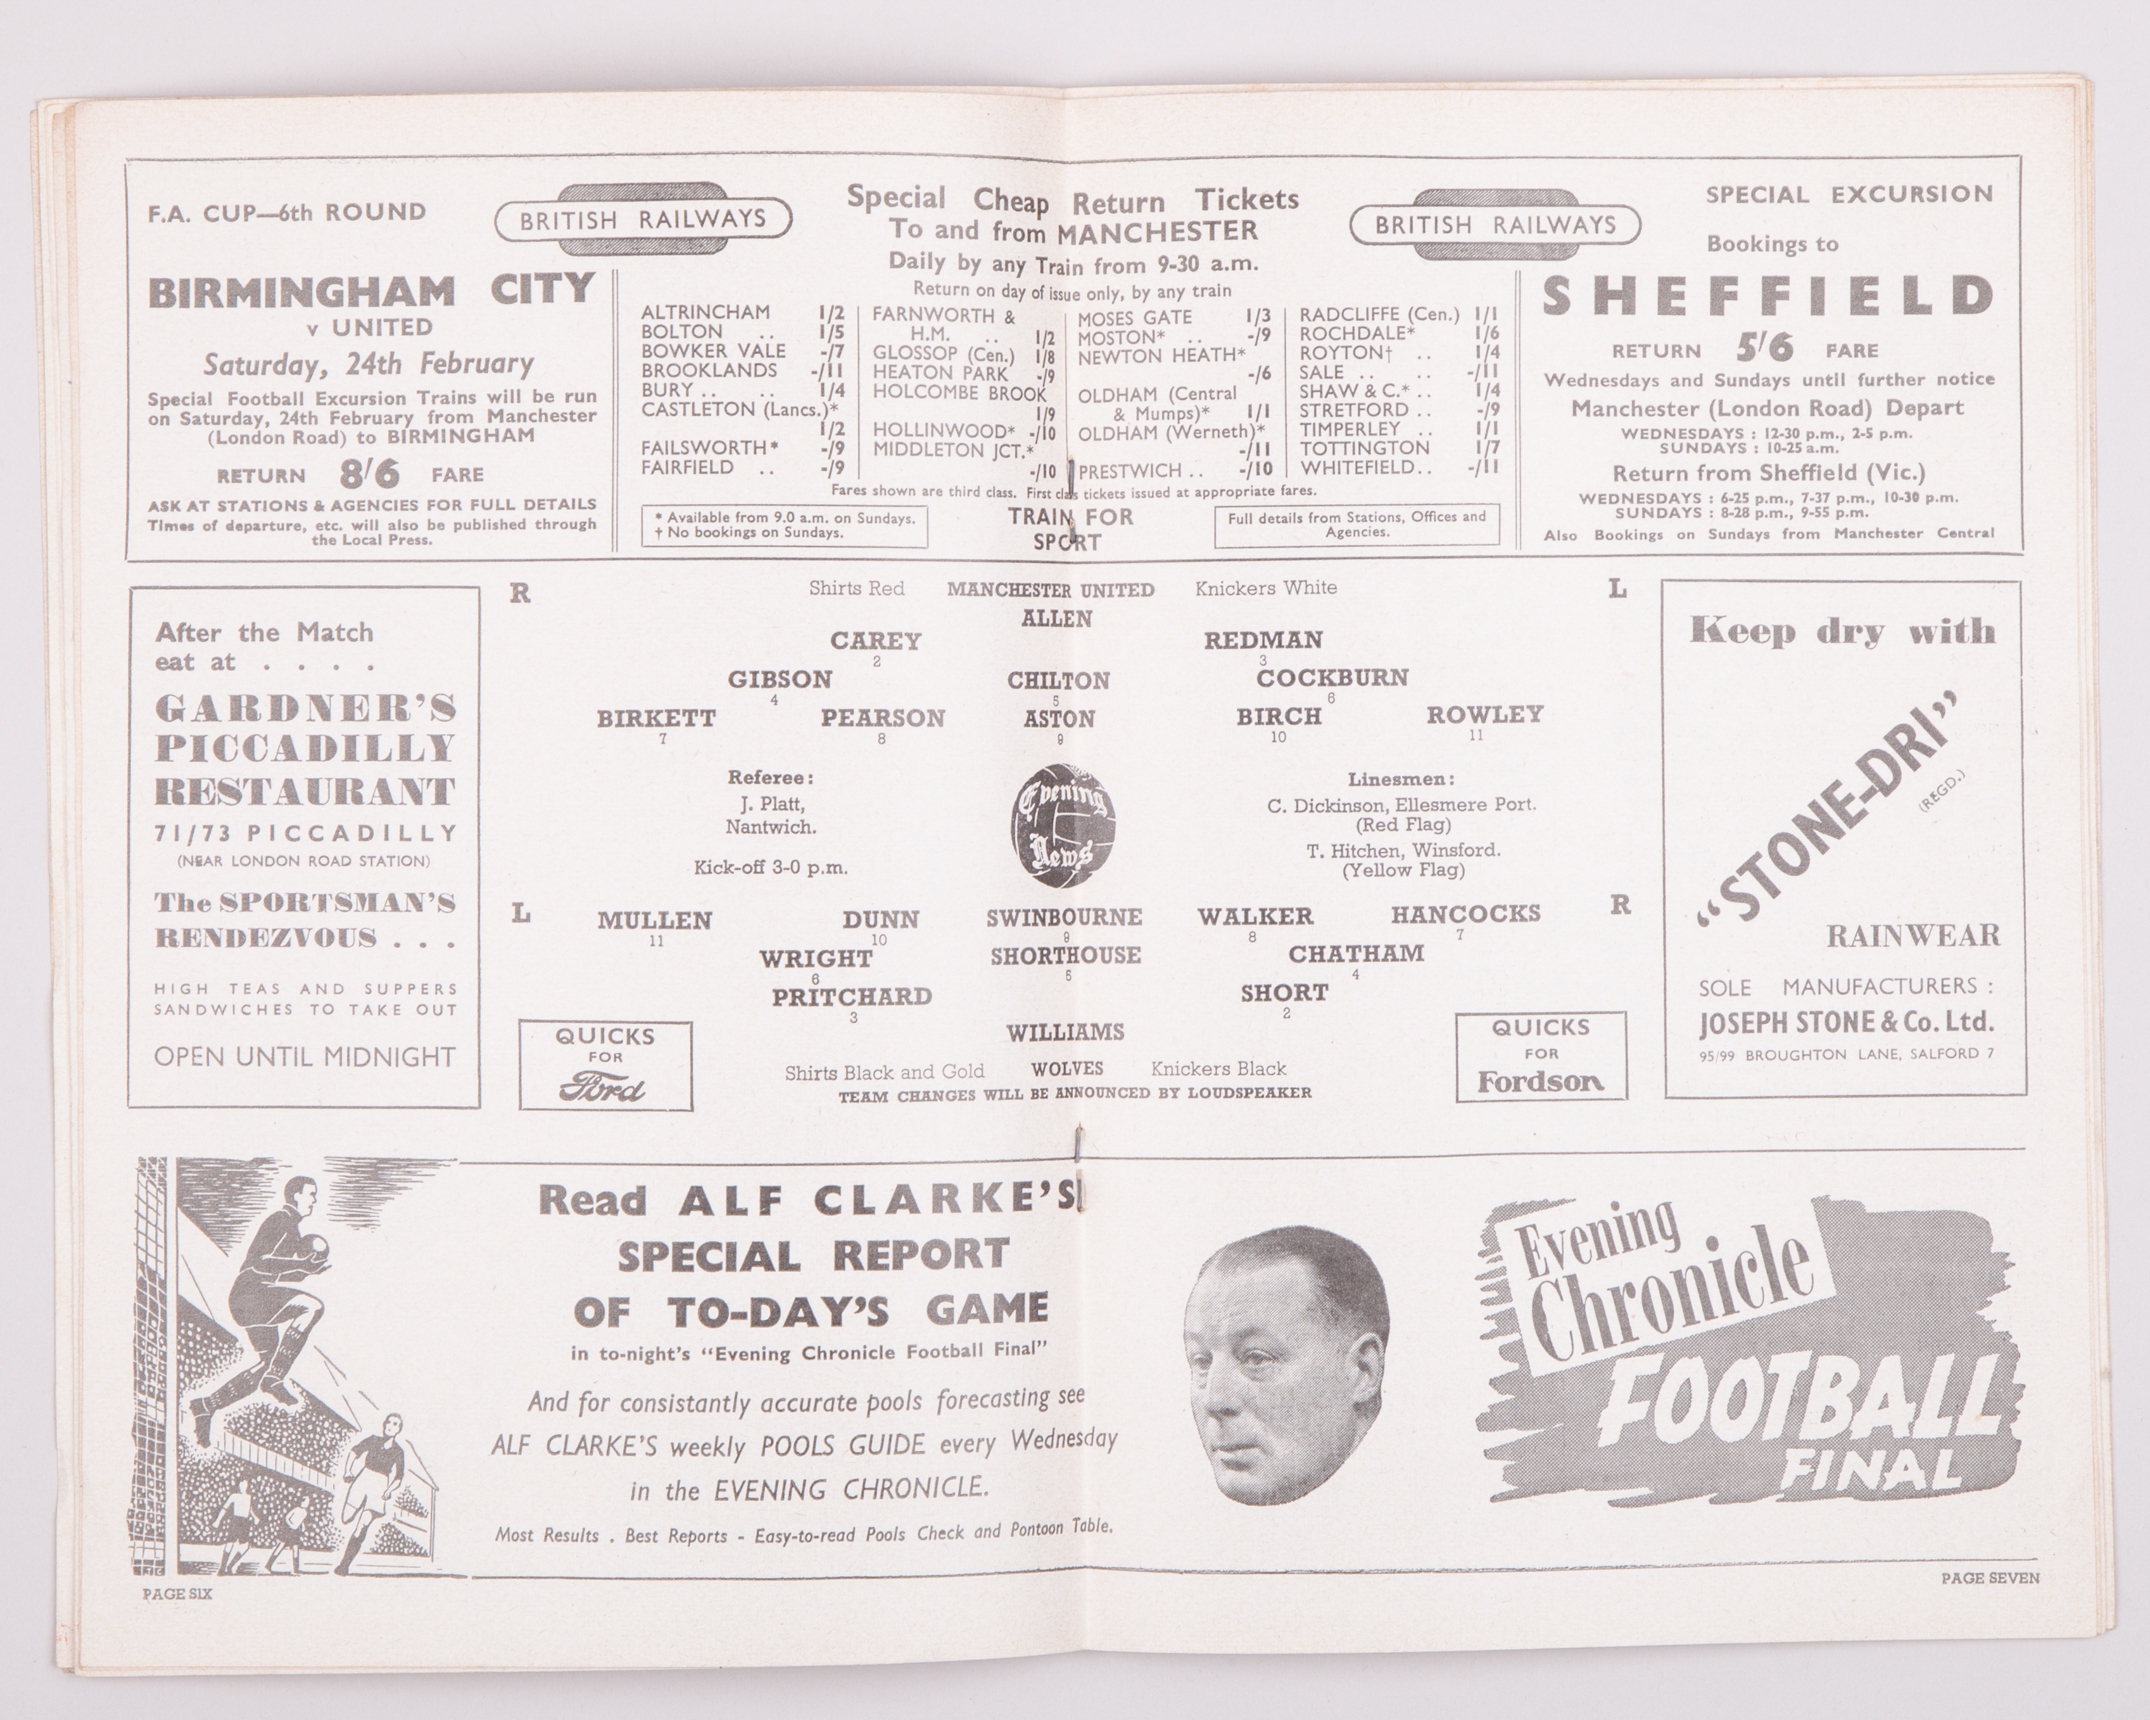 F.A. CUP—6th ROUND
BRITISH RAILWAYS
BIRMINGHAM CITY
v UNITED
Saturday, 24th February
Special Football Excursion Trains will be run
on Saturday, 24th February from Manchester
(London Road) to BIRMINGHAM
RETURN 8'6 FARE
ASK AT STATIONS & AGENCIES FOR FULL DETAILS
Times of departure, etc. will also be published through
the Local Press.
Special Cheap Return Tickets
To and from MANCHESTER
Daily by any Train from 9-30 a.m.
Return on day of issue only, by any train
ALTRINCHAM 1/2
BOLTON .. 1/5
BOWKER VALE -/7
BROOKLANDS -/11
BURY .. .. 1/4
CASTLETON (Lancs.)*
1/2
FAILSWORTH* -/9
FAIRFIELD .. -/9
FARNWORTH &
H.M. .. 1/2
GLOSSOP (Cen.) 1/8
HEATON PARK -/9
HOLCOMBE BROOK
1/9
HOLLINWOOD* -/10
MIDDLETON JCT.*
-/10
MOSES GATE 1/3
MOSTON* .. -/9
NEWTON HEATH*
-/6
OLDHAM (Central
& Mumps)* 1/1
OLDHAM (Werneth)*
-/11
PRESTWICH .. -/10
RADCLIFFE (Cen.) 1/1
ROCHDALE* 1/6
ROYTON† .. 1/4
SALE .. .. -/11
SHAW & C.* .. 1/4
STRETFORD .. -/9
TIMPERLEY .. 1/1
TOTTINGTON 1/7
WHITEFIELD .. -/11
Fares shown are third class. First class tickets issued at appropriate fares.
* Available from 9.0 a.m. on Sundays.
† No bookings on Sundays.
TRAIN FOR
SPORT
Full details from Stations, Offices and
Agencies.
BRITISH RAILWAYS
SPECIAL EXCURSION
Bookings to
SHEFFIELD
RETURN 5'6 FARE
Wednesdays and Sundays until further notice
Manchester (London Road) Depart
WEDNESDAYS : 12-30 p.m., 2-5 p.m.
SUNDAYS : 10-25 a.m.
Return from Sheffield (Vic.)
WEDNESDAYS : 6-25 p.m., 7-37 p.m., 10-30 p.m.
SUNDAYS : 8-28 p.m., 9-55 p.m.
Also Bookings on Sundays from Manchester Central
After the Match
eat at . . . .
GARDNER'S
PICCADILLY
RESTAURANT
71/73 PICCADILLY
(NEAR LONDON ROAD STATION)
The SPORTSMAN'S
RENDEZVOUS . . .
HIGH TEAS AND SUPPERS
SANDWICHES TO TAKE OUT
OPEN UNTIL MIDNIGHT
R Shirts Red MANCHESTER UNITED Knickers White L
ALLEN
CAREY REDMAN
2 3
GIBSON CHILTON COCKBURN
4 5 6
BIRKETT PEARSON ASTON BIRCH ROWLEY
7 8 9 10 11
Referee:
J. Platt,
Nantwich.
Kick-off 3-0 p.m.
Evening
News
Linesmen:
C. Dickinson, Ellesmere Port.
(Red Flag)
T. Hitchen, Winsford.
(Yellow Flag)
L MULLEN DUNN SWINBOURNE WALKER HANCOCKS R
11 10 9 8 7
WRIGHT SHORTHOUSE CHATHAM
6 5 4
PRITCHARD SHORT
3 2
WILLIAMS
Shirts Black and Gold WOLVES Knickers Black
TEAM CHANGES WILL BE ANNOUNCED BY LOUDSPEAKER
QUICKS
FOR
Ford
QUICKS
FOR
Fordson
Keep dry with
"STONE-DRI"
(REGD.)
RAINWEAR
SOLE MANUFACTURERS :
JOSEPH STONE & Co. Ltd.
95/99 BROUGHTON LANE, SALFORD 7
Read ALF CLARKE'S
SPECIAL REPORT
OF TO-DAY'S GAME
in to-night's "Evening Chronicle Football Final"
And for consistantly accurate pools forecasting see
ALF CLARKE'S weekly POOLS GUIDE every Wednesday
in the EVENING CHRONICLE.
Most Results . Best Reports - Easy-to-read Pools Check and Pontoon Table.
Evening
Chronicle
FOOTBALL
FINAL
PAGE SIX
PAGE SEVEN